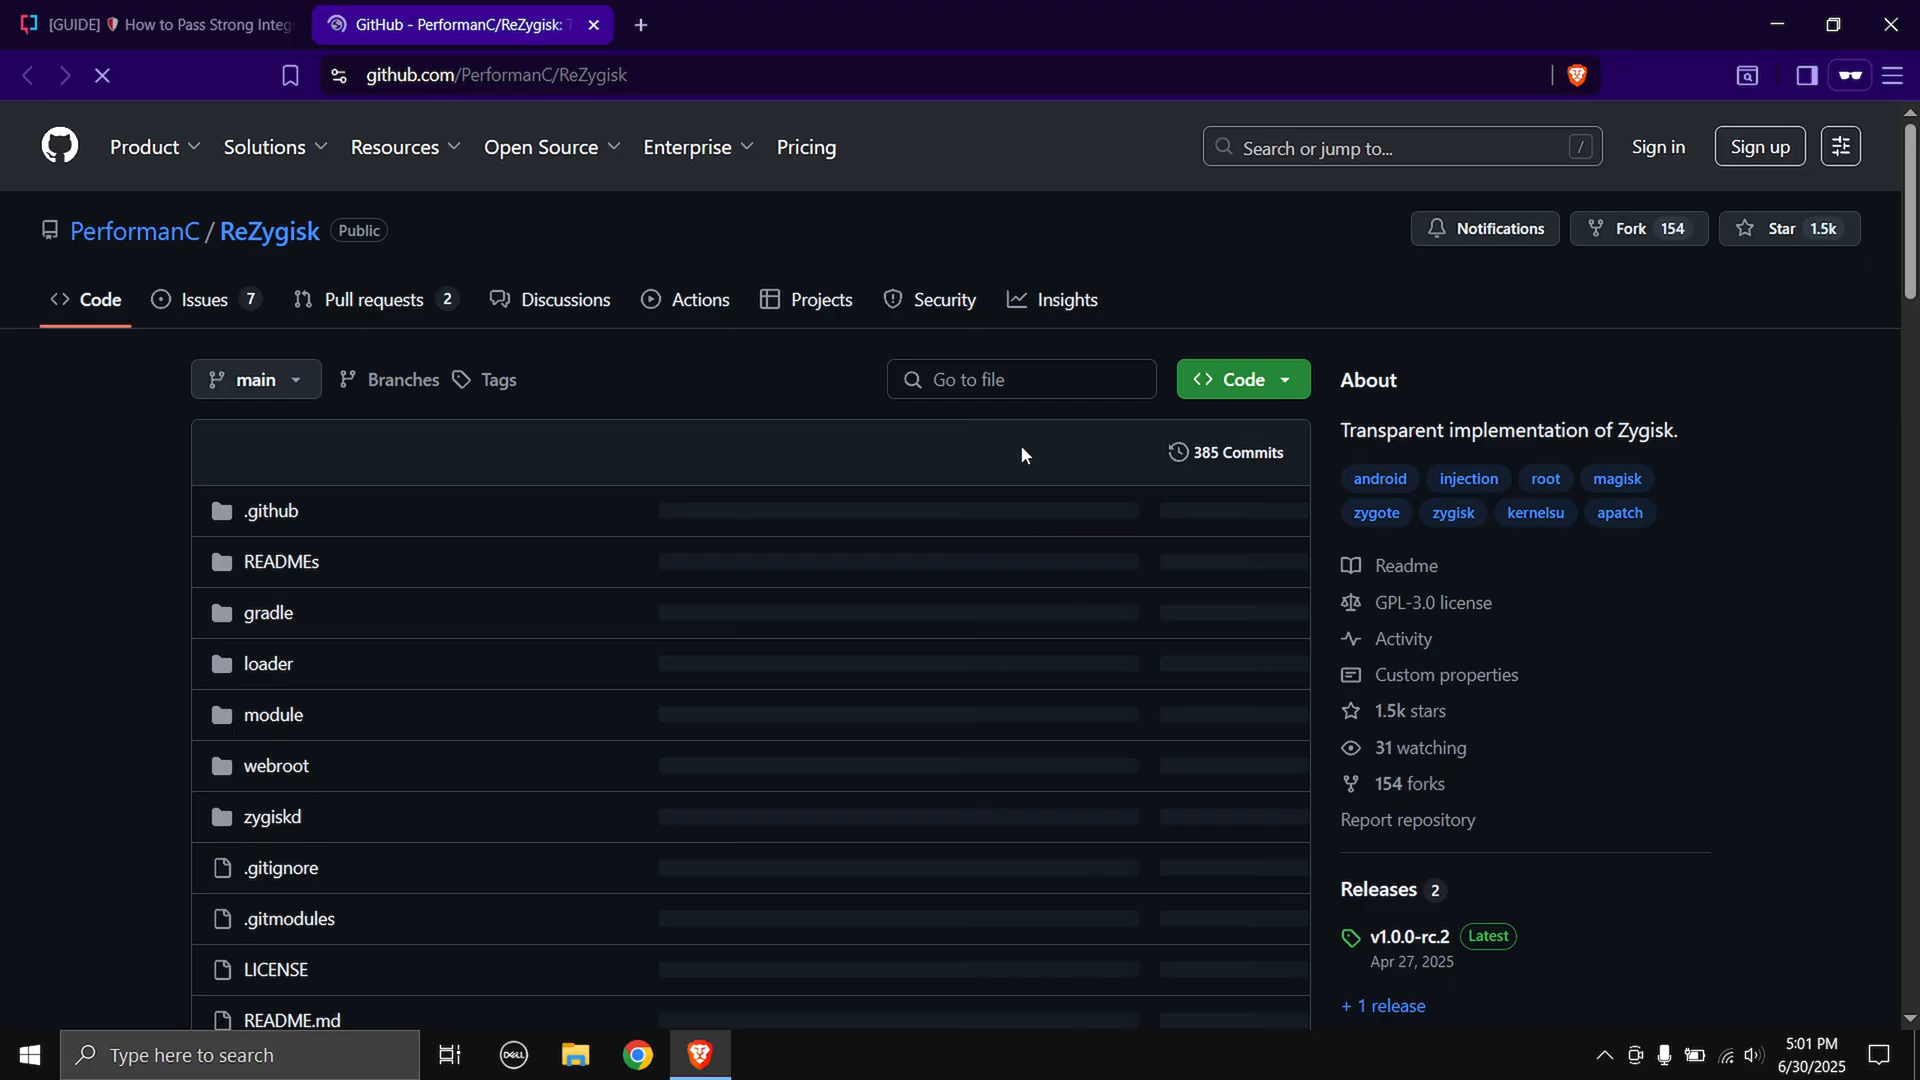 [GUIDE] 🛡 How to Pass Strong Integ
GitHub - PerformanC/ReZygisk: T
github.com/PerformanC/ReZygisk
Product
Solutions
Resources
Open Source
Enterprise
Pricing
Search or jump to...
/
Sign in
Sign up
PerformanC / ReZygisk
Public
Notifications
Fork 154
Star 1.5k
Code
Issues 7
Pull requests 2
Discussions
Actions
Projects
Security
Insights
main
Branches
Tags
Go to file
Code
385 Commits
.github
READMEs
gradle
loader
module
webroot
zygiskd
.gitignore
.gitmodules
LICENSE
README.md
About
Transparent implementation of Zygisk.
android injection root magisk
zygote zygisk kernelsu apatch
Readme
GPL-3.0 license
Activity
Custom properties
1.5k stars
31 watching
154 forks
Report repository
Releases 2
v1.0.0-rc.2 Latest
Apr 27, 2025
+ 1 release
Type here to search
DELL
5:01 PM
6/30/2025